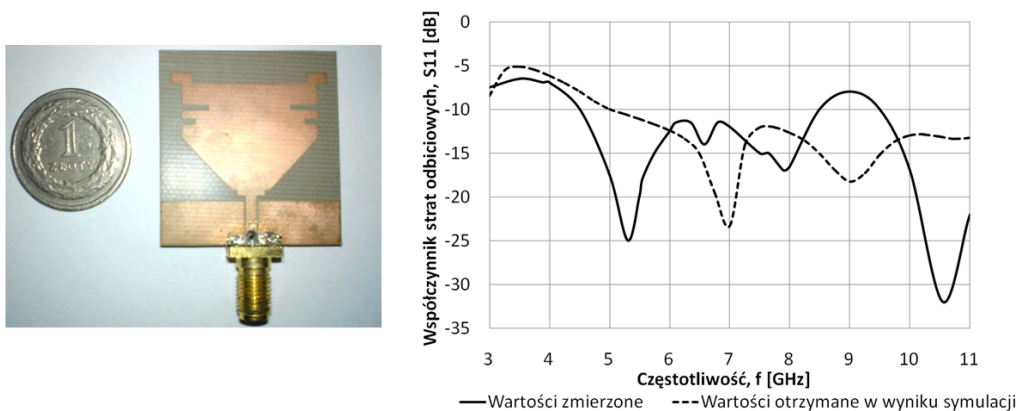 1
ZŁOTY
Współczynnik strat odbiciowych, S11 [dB]
0
-5
-10
-15
-20
-25
-30
-35
3 4 5 6 7 8 9 10 11
Częstotliwość, f [GHz]
Wartości zmierzone
Wartości otrzymane w wyniku symulacji